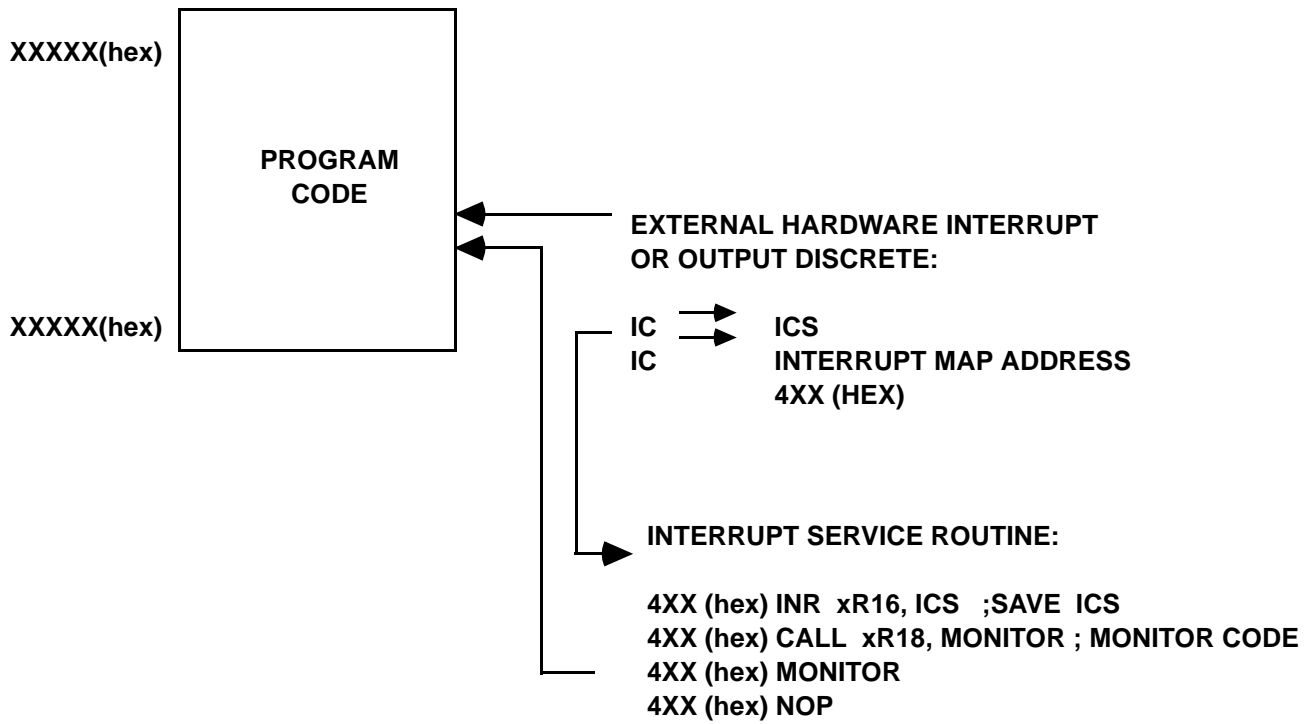 XXXXX(hex)
PROGRAM
CODE
EXTERNAL HARDWARE INTERRUPT
OR OUTPUT DISCRETE:
XXXXX(hex)
IC ICS
IC INTERRUPT MAP ADDRESS
4XX (HEX)
INTERRUPT SERVICE ROUTINE:
4XX (hex) INR xR16, ICS ;SAVE ICS
4XX (hex) CALL xR18, MONITOR ; MONITOR CODE
4XX (hex) MONITOR
4XX (hex) NOP